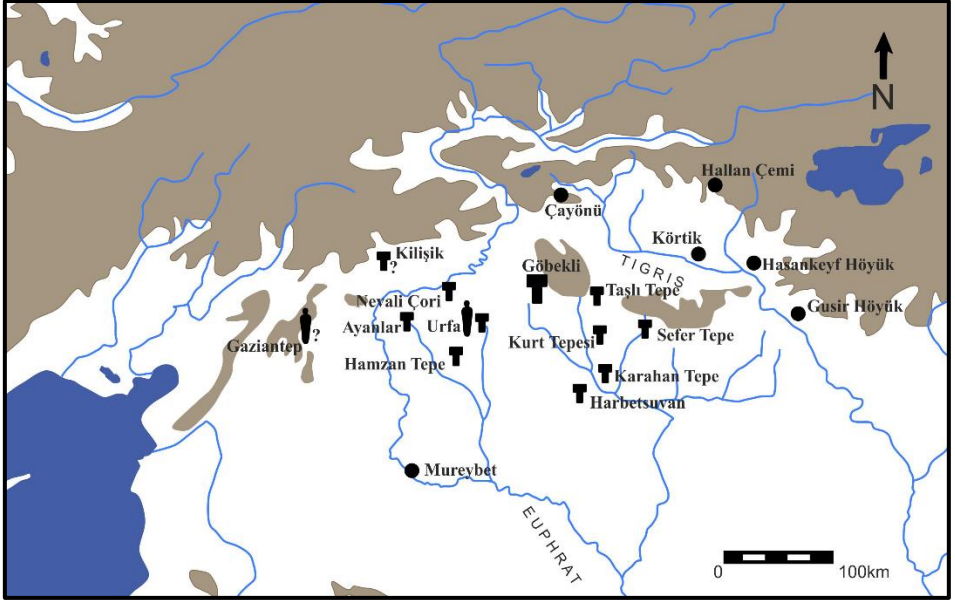 N
Hallan Çemi
Çayönü
Körtik
Kilişik
?
Göbekli
TIGRIS
Hasankeyf Höyük
Nevali Çori
Taşlı Tepe
Gusir Höyük
Ayanlar
Urfa
?
Gaziantep
Kurt Tepesi
Sefer Tepe
Hamzan Tepe
Karahan Tepe
Harbetsuvan
Mureybet
EUPHRAT
0
100km